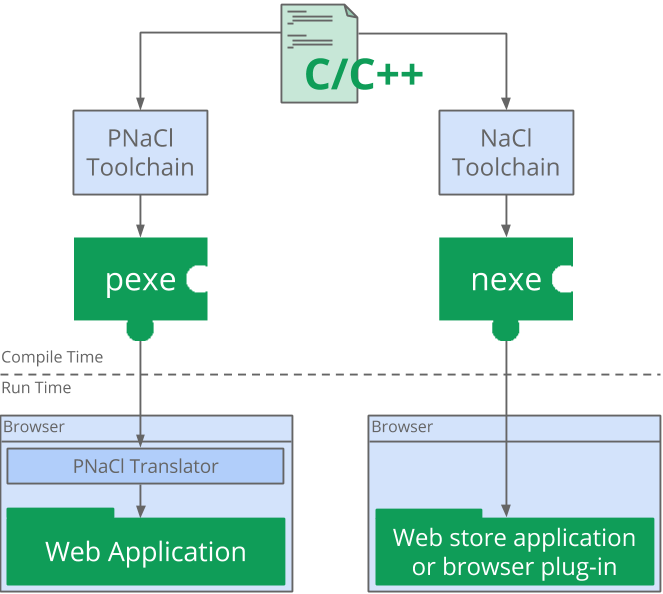 C/C++
PNaCl
Toolchain
NaCl
Toolchain
pexe
nexe
Compile Time
Run Time
Browser
Browser
PNaCl Translator
Web Application
Web store application
or browser plug-in